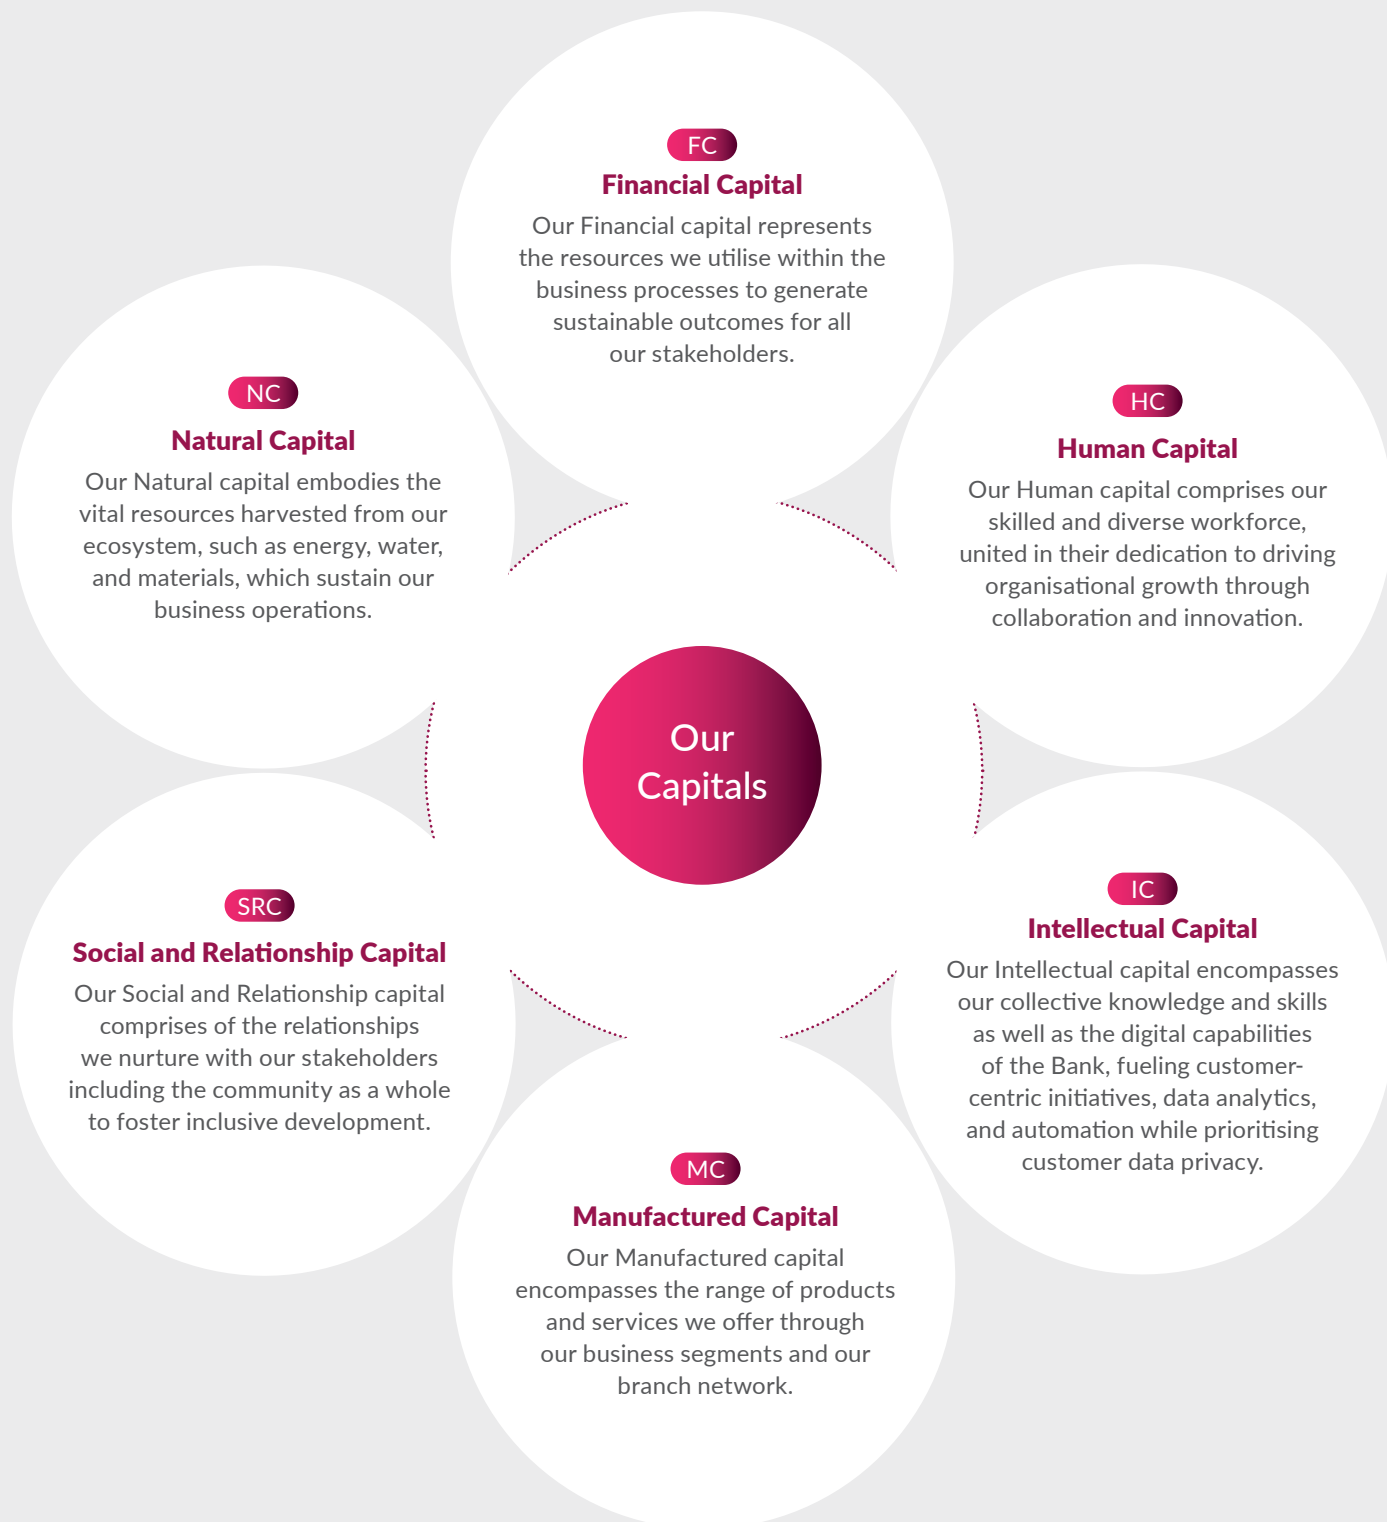 FC
Financial Capital
Our Financial capital represents
the resources we utilise within the
business processes to generate
sustainable outcomes for all
our stakeholders.
HC
Human Capital
Our Human capital comprises our
skilled and diverse workforce,
united in their dedication to driving
organisational growth through
collaboration and innovation.
IC
Intellectual Capital
Our Intellectual capital encompasses
our collective knowledge and skills
as well as the digital capabilities
of the Bank, fueling customer-
centric initiatives, data analytics,
and automation while prioritising
customer data privacy.
MC
Manufactured Capital
Our Manufactured capital
encompasses the range of products
and services we offer through
our business segments and our
branch network.
SRC
Social and Relationship Capital
Our Social and Relationship capital
comprises of the relationships
we nurture with our stakeholders
including the community as a whole
to foster inclusive development.
NC
Natural Capital
Our Natural capital embodies the
vital resources harvested from our
ecosystem, such as energy, water,
and materials, which sustain our
business operations.
Our
Capitals